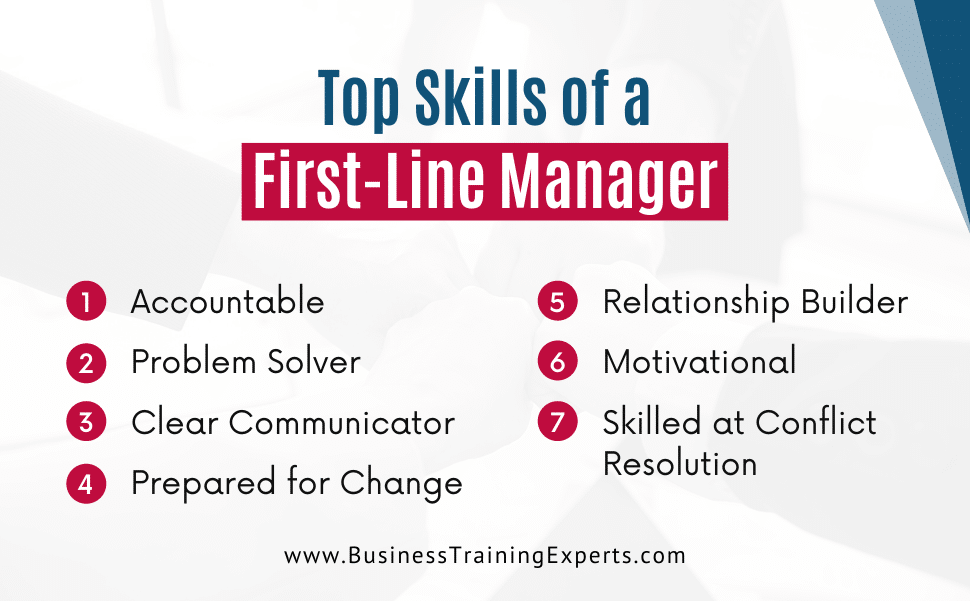 Top Skills of a
First-Line Manager
1 Accountable
2 Problem Solver
3 Clear Communicator
4 Prepared for Change
5 Relationship Builder
6 Motivational
7 Skilled at Conflict
Resolution
www.BusinessTrainingExperts.com